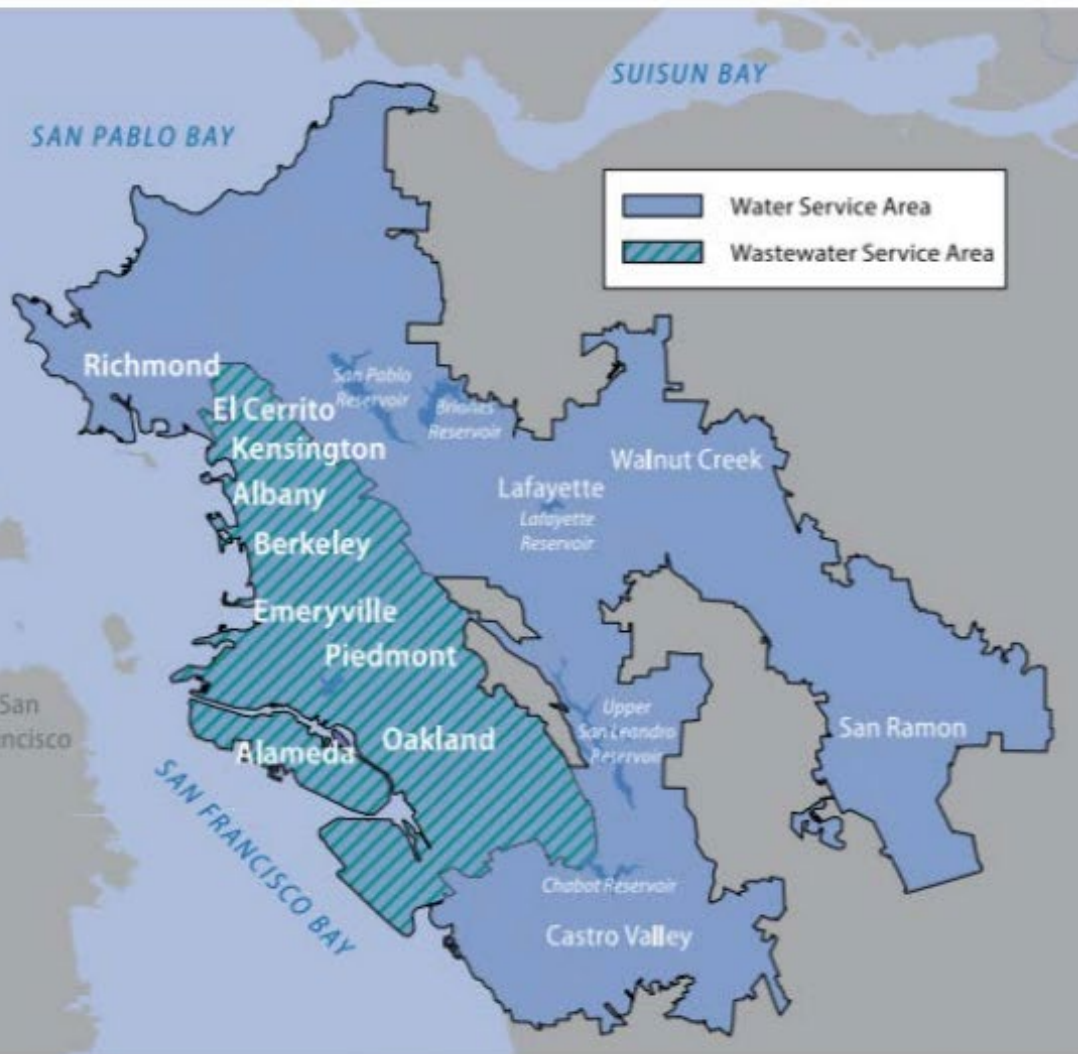 SUISUN BAY
SAN PABLO BAY
Water Service Area
Wastewater Service Area
Richmond
San Pablo
Reservoir
El Cerrito
Briones
Reservoir
Kensington
Walnut Creek
Lafayette
Albany
Lafayette
Reservoir
Berkeley
Emeryville
Piedmont
San
ncisco
Upper
San Leandro
Reservoir
San Ramon
Oakland
Alameda
SAN FRANCISCO BAY
Chabot Reservoir
Castro Valley